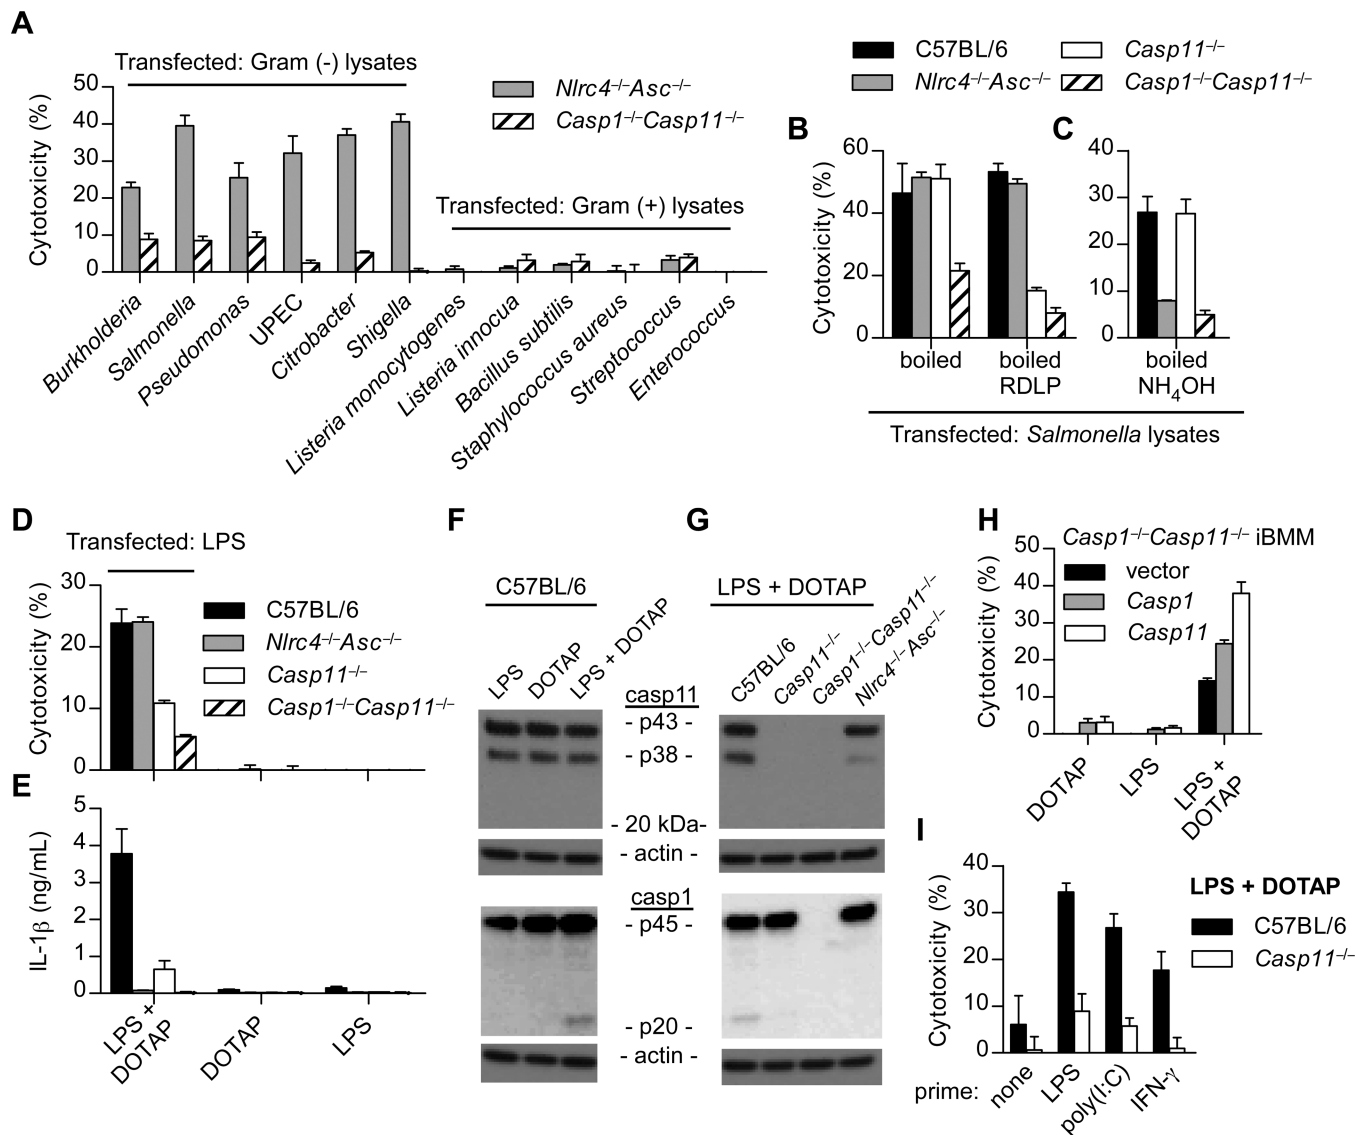 A
Transfected: Gram (-) lysates
Cytotoxicity (%)
50
40
30
20
10
0
Nlrc4–/–Asc–/–
Casp1–/–Casp11–/–
Transfected: Gram (+) lysates
Burkholderia
Salmonella
Pseudomonas
UPEC
Citrobacter
Shigella
Listeria monocytogenes
Listeria innocua
Bacillus subtilis
Staphylococcus aureus
Streptococcus
Enterococcus
C57BL/6
Casp11–/–
Nlrc4–/–Asc–/–
Casp1–/–Casp11–/–
B
Cytotoxicity (%)
60
40
20
0
boiled
boiled
RDLP
C
40
30
20
10
0
boiled
NH4OH
Transfected: Salmonella lysates
D
Transfected: LPS
Cytotoxicity (%)
30
20
10
0
C57BL/6
Nlrc4–/–Asc–/–
Casp11–/–
Casp1–/–Casp11–/–
E
IL-1β (ng/mL)
5
4
3
2
1
0
LPS +
DOTAP
DOTAP
LPS
F
C57BL/6
LPS
DOTAP
LPS + DOTAP
casp11
- p43 -
- p38 -
- 20 kDa-
- actin -
casp1
- p45 -
- p20 -
- actin -
G
LPS + DOTAP
C57BL/6
Casp11–/–
Casp1–/–Casp11–/–
Nlrc4–/–Asc–/–
H
Casp1–/–Casp11–/– iBMM
Cytotoxicity (%)
50
40
30
20
10
0
vector
Casp1
Casp11
DOTAP
LPS
LPS +
DOTAP
I
Cytotoxicity (%)
40
30
20
10
0
LPS + DOTAP
C57BL/6
Casp11–/–
prime:
none
LPS
poly(I:C)
IFN-γ